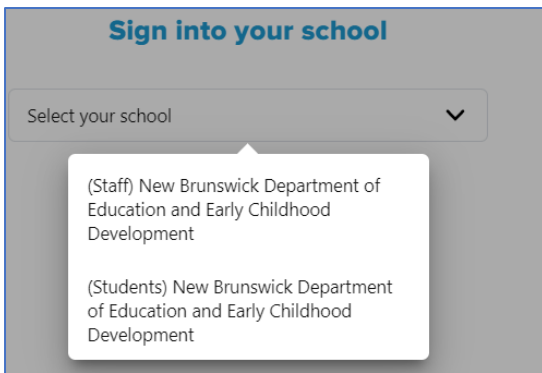 Sign into your school
Select your school
(Staff) New Brunswick Department of
Education and Early Childhood
Development
(Students) New Brunswick Department
of Education and Early Childhood
Development